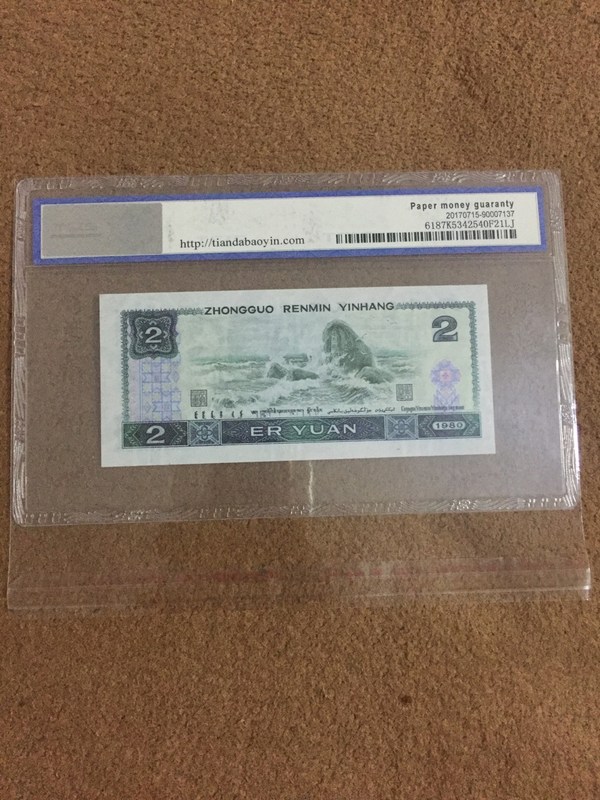 Paper money guaranty
20170715-90007137
http://tiandabaoyin.com
6187K5342540F21LJ
ZHONGGUO RENMIN YINHANG
2
2
2
ER YUAN
1980